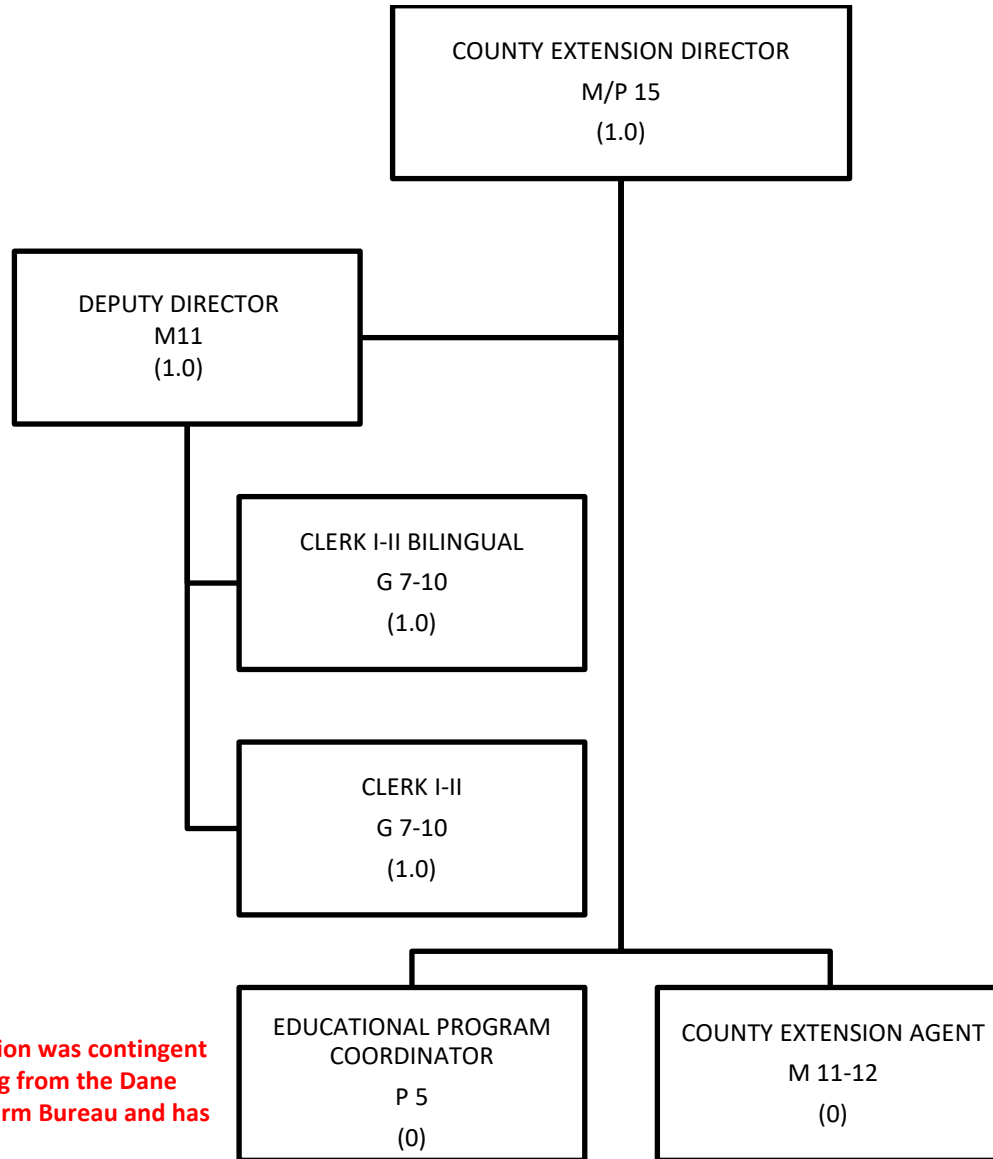 COUNTY EXTENSION DIRECTOR
M/P 15
(1.0)
DEPUTY DIRECTOR
M11
(1.0)
CLERK I-II BILINGUAL
G 7-10
(1.0)
CLERK I-II
G 7-10
(1.0)
EDUCATIONAL PROGRAM
COORDINATOR
P 5
(0)
COUNTY EXTENSION AGENT
M 11-12
(0)
was contingent
from the Dane
Bureau and has